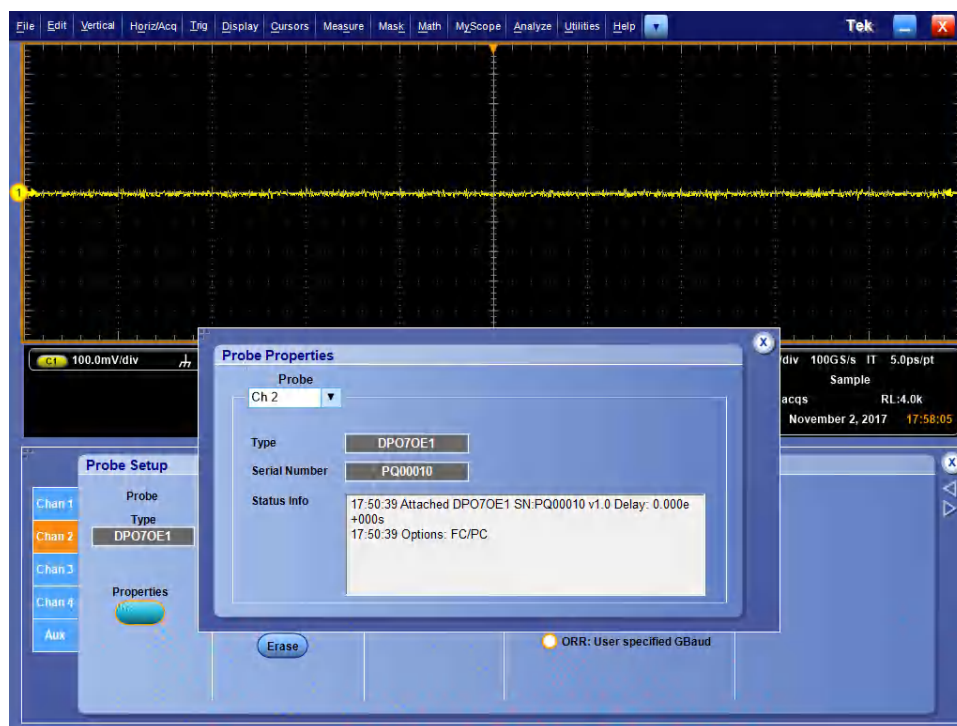 File Edit Vertical Horiz/Acq Trig Display Cursors Measure Mask Math MyScope Analyze Utilities Help Tek X
1
C1 100.0mV/div
div 100GS/s IT 5.0ps/pt
Sample
acqs RL:4.0k
November 2, 2017 17:58:05
Probe Properties X
Probe
Ch 2
Type DPO7OE1
Serial Number PQ00010
Status Info
17:50:39 Attached DPO7OE1 SN:PQ00010 v1.0 Delay: 0.000e
+000s
17:50:39 Options: FC/PC
Probe Setup X
Chan 1
Chan 2
Chan 3
Chan 4
Aux
Probe
Type
DPO7OE1
Properties
Erase
ORR: User specified GBaud